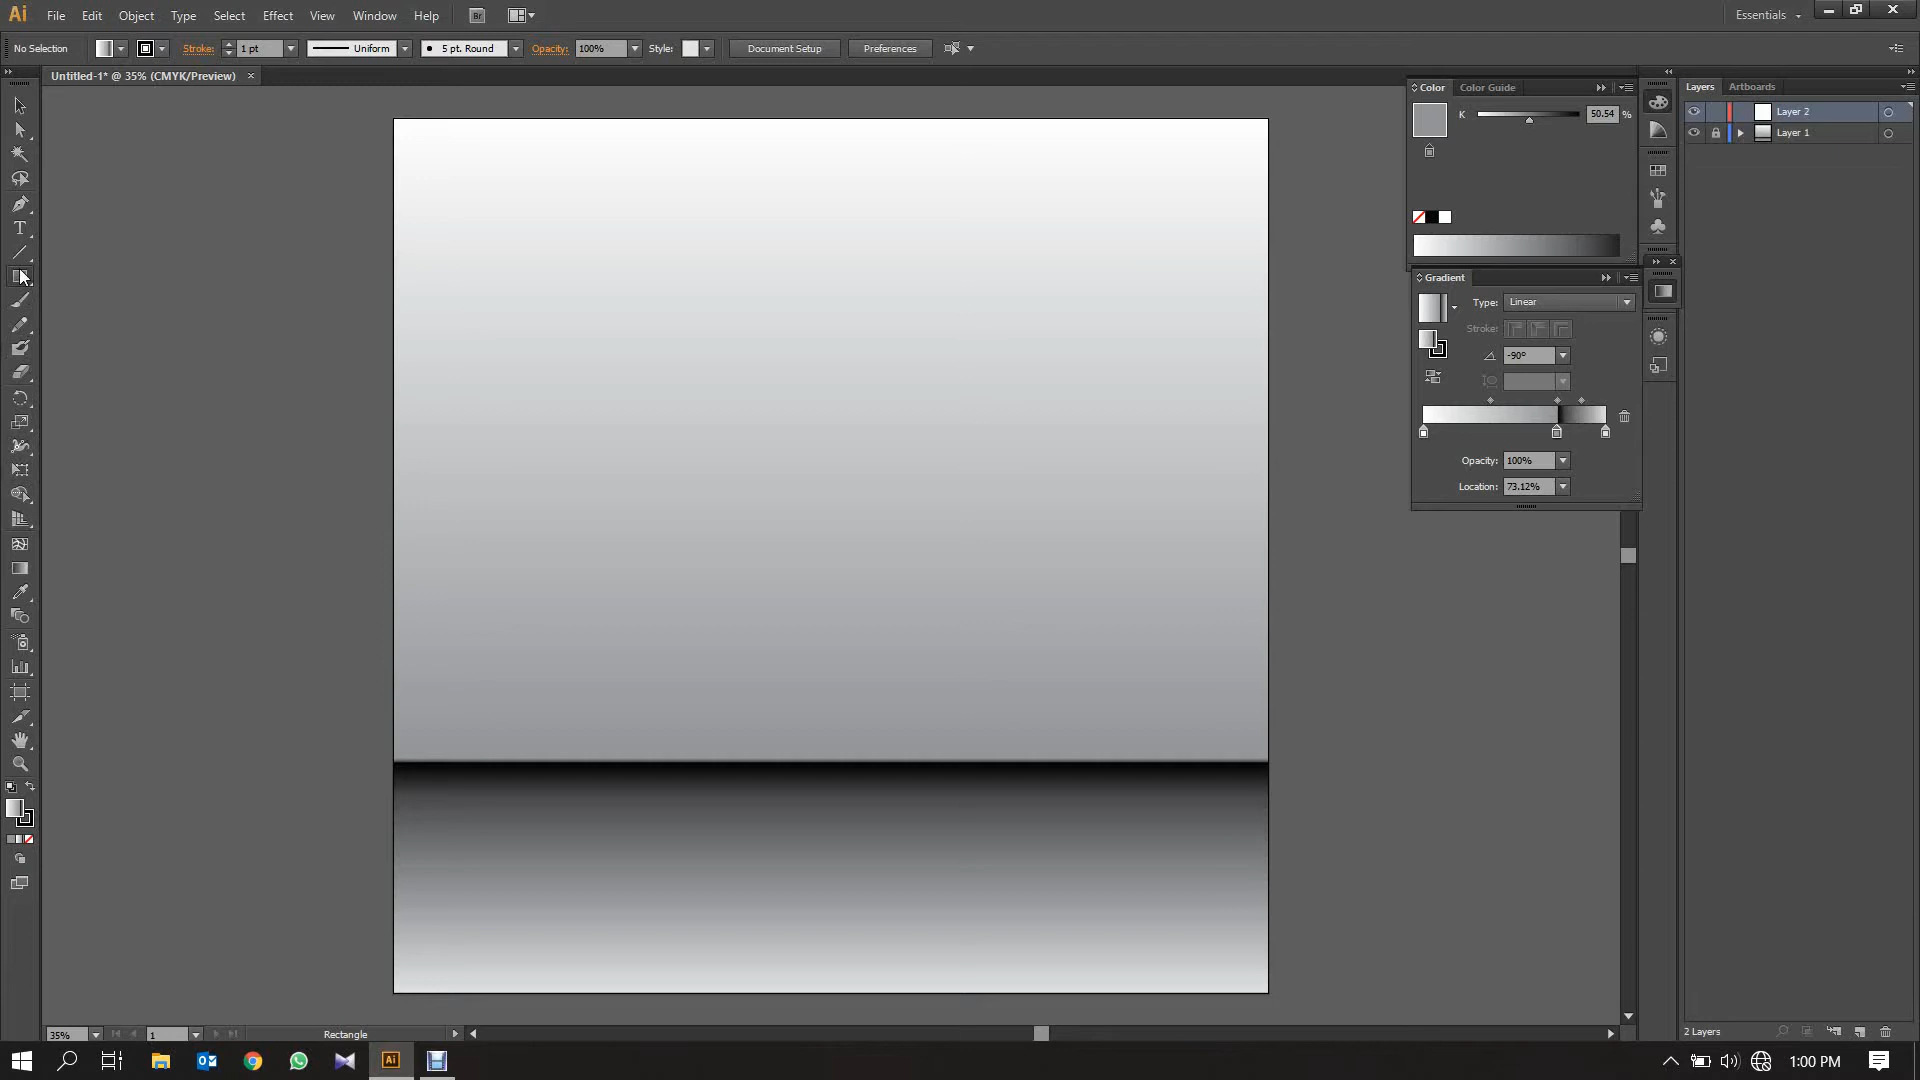 Ai File Edit Object Type Select Effect View Window Help Br Essentials
No Selection Stroke: 1 pt Uniform 5 pt. Round Opacity: 100% Style: Document Setup Preferences
Untitled-1* @ 35% (CMYK/Preview)
Color Color Guide
K 50.54 %
Layers Artboards
Layer 2
Layer 1
Gradient
Type: Linear
Stroke:
-90°
Opacity: 100%
Location: 73.12%
T
35% 1 Rectangle
2 Layers
Ai 1:00 PM